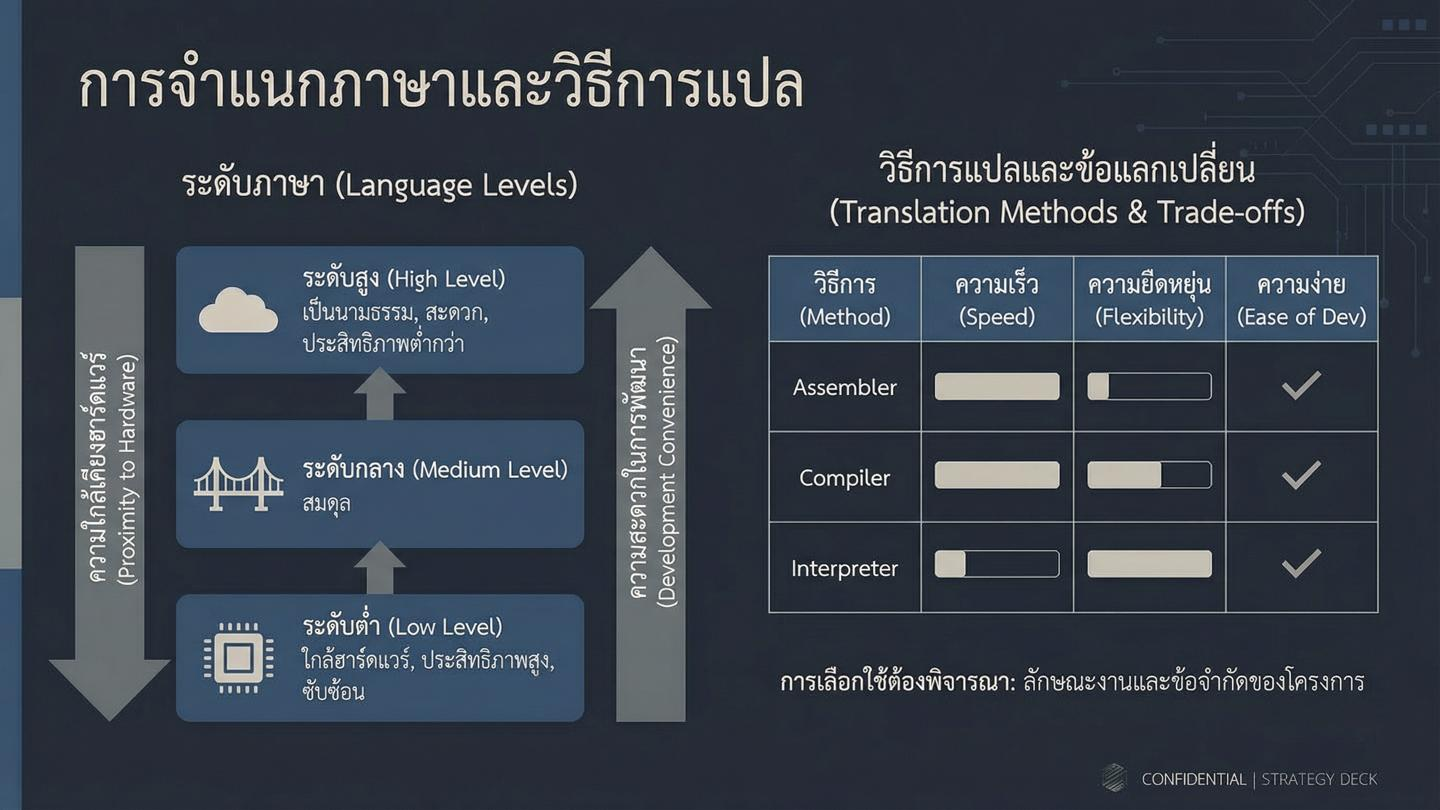 การจำแนกภาษาและวิธีการแปล
ระดับภาษา (Language Levels)
ความใกล้เคียงฮาร์ดแวร์
(Proximity to Hardware)
ระดับสูง (High Level)
เป็นนามธรรม, สะดวก,
ประสิทธิภาพต่ำกว่า
ระดับกลาง (Medium Level)
สมดุล
ระดับต่ำ (Low Level)
ใกล้ฮาร์ดแวร์, ประสิทธิภาพสูง,
ซับซ้อน
ความสะดวกในการพัฒนา
(Development Convenience)
วิธีการแปลและข้อแลกเปลี่ยน
(Translation Methods & Trade-offs)
วิธีการ
(Method)
ความเร็ว
(Speed)
ความยืดหยุ่น
(Flexibility)
ความง่าย
(Ease of Dev)
Assembler
Compiler
Interpreter
การเลือกใช้ต้องพิจารณา: ลักษณะงานและข้อจำกัดของโครงการ
CONFIDENTIAL | STRATEGY DECK